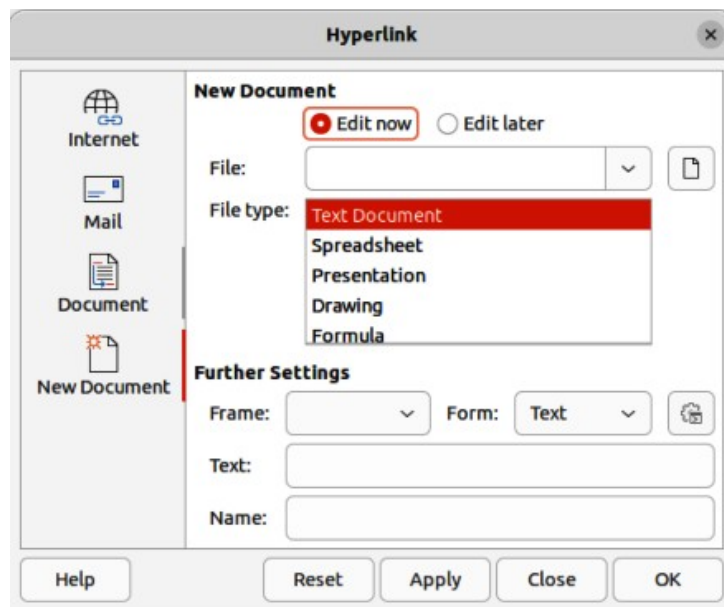 Hyperlink
Internet
Mail
Document
New Document
New Document
Edit now Edit later
File:
File type: Text Document
Spreadsheet
Presentation
Drawing
Formula
Further Settings
Frame: Form: Text
Text:
Name:
Help Reset Apply Close OK